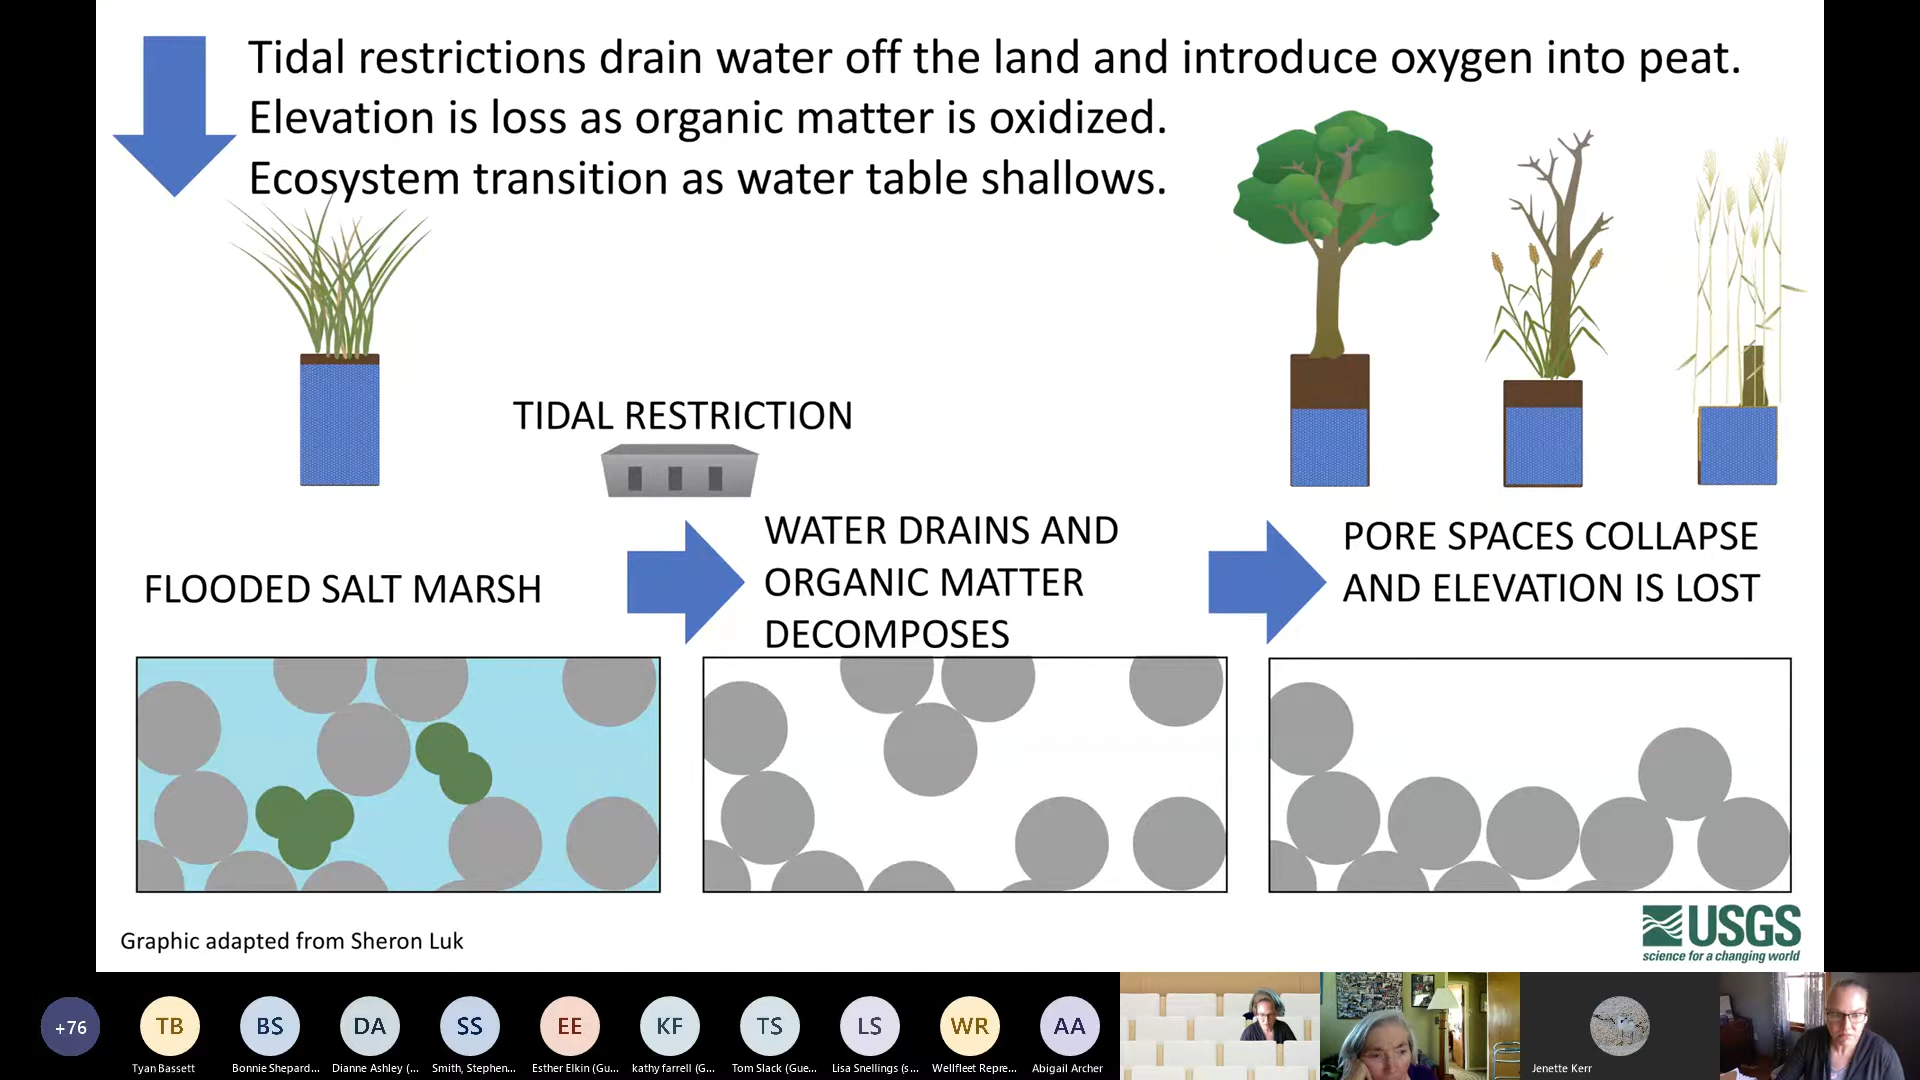 Tidal restrictions drain water off the land and introduce oxygen into peat.
Elevation is loss as organic matter is oxidized.
Ecosystem transition as water table shallows.
TIDAL RESTRICTION
FLOODED SALT MARSH
WATER DRAINS AND
ORGANIC MATTER
DECOMPOSES
PORE SPACES COLLAPSE
AND ELEVATION IS LOST
Graphic adapted from Sheron Luk
USGS
science for a changing world
+76
TB
BS
DA
SS
EE
KF
TS
LS
WR
AA
Tyan Bassett
Bonnie Shepard...
Dianne Ashley (...
Smith, Stephen...
Esther Elkin (Gu...
kathy farrell (G...
Tom Slack (Gue...
Lisa Snellings (s...
Wellfleet Repre...
Abigail Archer
Jenette Kerr